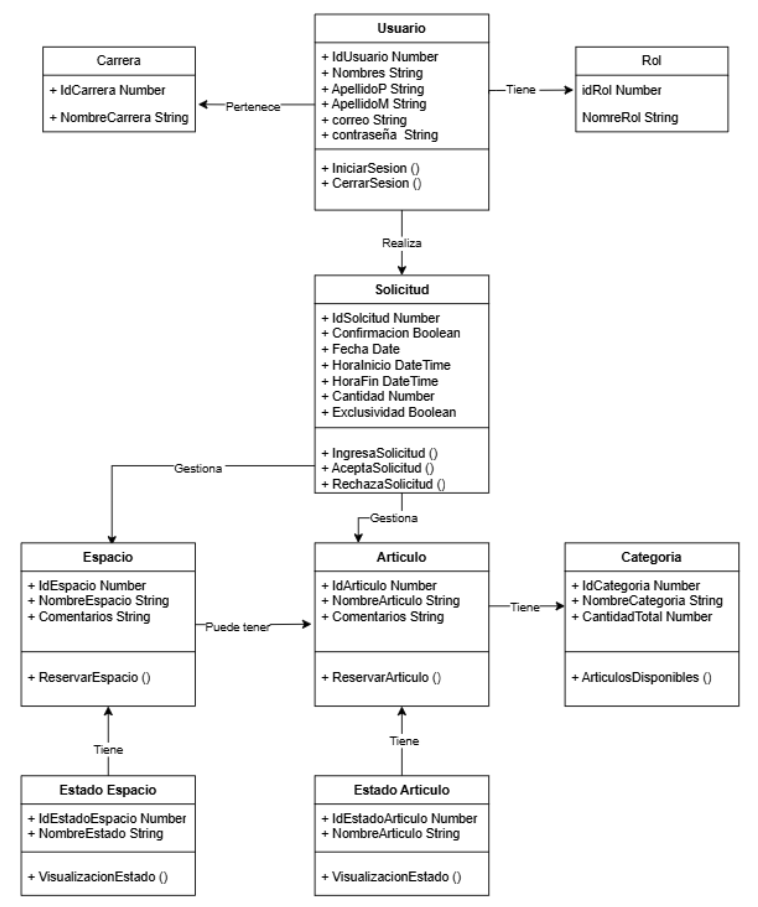 Usuario
+ IdUsuario Number
+ Nombres String
+ ApellidoP String
+ ApellidoM String
+ correo String
+ contraseña String
+ IniciarSesion ()
+ CerrarSesion ()
Carrera
+ IdCarrera Number
+ NombreCarrera String
Pertenece
Tiene
Rol
idRol Number
NomreRol String
Realiza
Solicitud
+ IdSolcitud Number
+ Confirmacion Boolean
+ Fecha Date
+ HoraInicio DateTime
+ HoraFin DateTime
+ Cantidad Number
+ Exclusividad Boolean
+ IngresaSolicitud ()
+ AceptaSolicitud ()
+ RechazaSolicitud ()
Gestiona
Gestiona
Espacio
+ IdEspacio Number
+ NombreEspacio String
+ Comentarios String
+ ReservarEspacio ()
Puede tener
Articulo
+ IdArticulo Number
+ NombreArticulo String
+ Comentarios String
+ ReservarArticulo ()
Tiene
Categoria
+ IdCategoria Number
+ NombreCategoria String
+ CantidadTotal Number
+ ArticulosDisponibles ()
Tiene
Tiene
Estado Espacio
+ IdEstadoEspacio Number
+ NombreEstado String
+ VisualizacionEstado ()
Estado Articulo
+ IdEstadoArticulo Number
+ NombreArticulo String
+ VisualizacionEstado ()